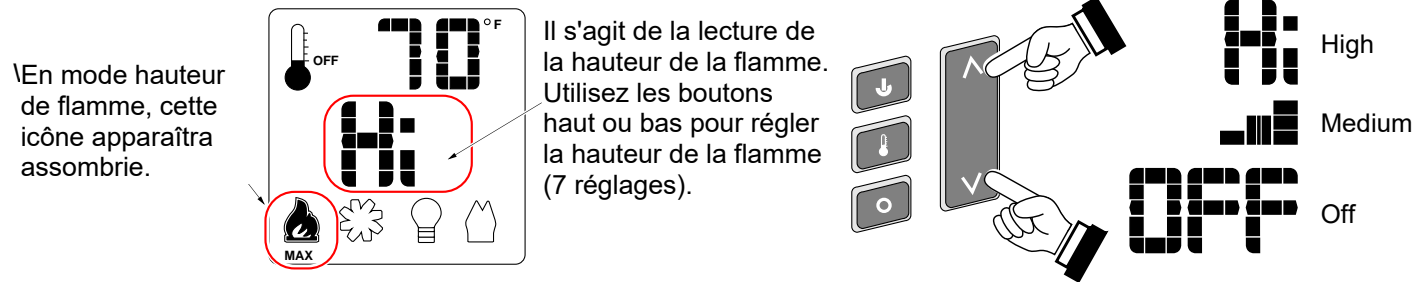 \En mode hauteur
de flamme, cette
icône apparaîtra
assombrie.
70°F
OFF
Hi
MAX
Il s'agit de la lecture de
la hauteur de la flamme.
Utilisez les boutons
haut ou bas pour régler
la hauteur de la flamme
(7 réglages).
Hi High
Medium
OFF Off